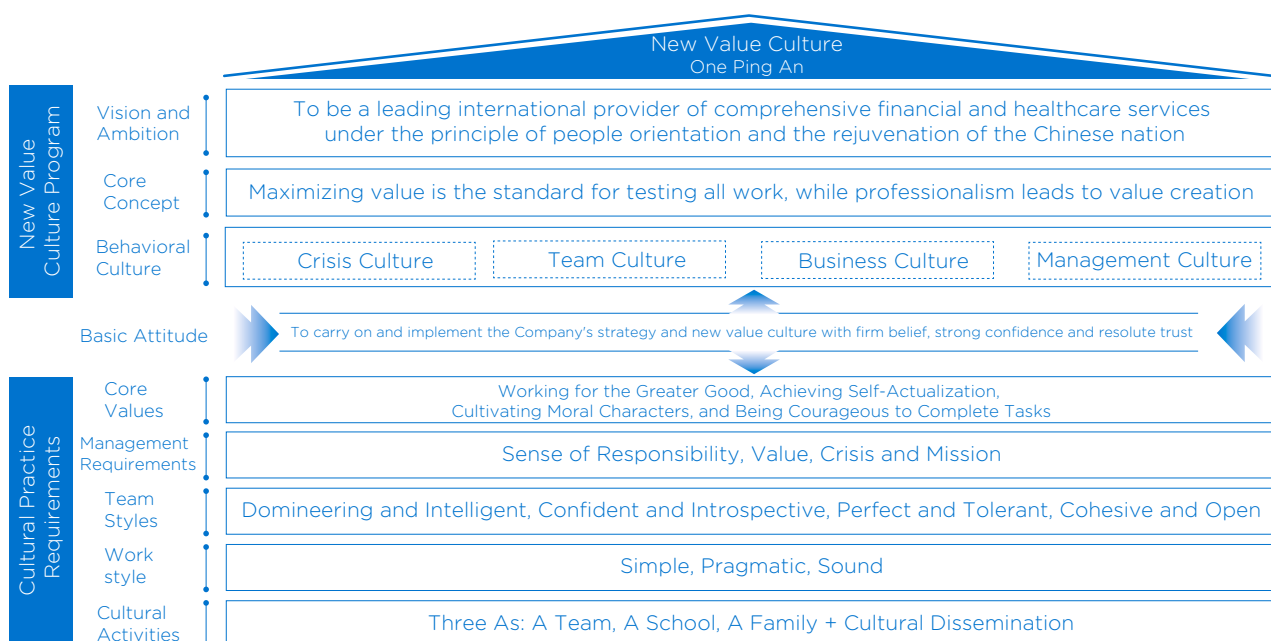 New Value Culture
One Ping An
New Value
Culture Program
Vision and
Ambition
To be a leading international provider of comprehensive financial and healthcare services
under the principle of people orientation and the rejuvenation of the Chinese nation
Core
Concept
Maximizing value is the standard for testing all work, while professionalism leads to value creation
Behavioral
Culture
Crisis Culture
Team Culture
Business Culture
Management Culture
Basic Attitude
To carry on and implement the Company's strategy and new value culture with firm belief, strong confidence and resolute trust
Cultural Practice
Requirements
Core
Values
Working for the Greater Good, Achieving Self-Actualization,
Cultivating Moral Characters, and Being Courageous to Complete Tasks
Management
Requirements
Sense of Responsibility, Value, Crisis and Mission
Team
Styles
Domineering and Intelligent, Confident and Introspective, Perfect and Tolerant, Cohesive and Open
Work
style
Simple, Pragmatic, Sound
Cultural
Activities
Three As: A Team, A School, A Family + Cultural Dissemination